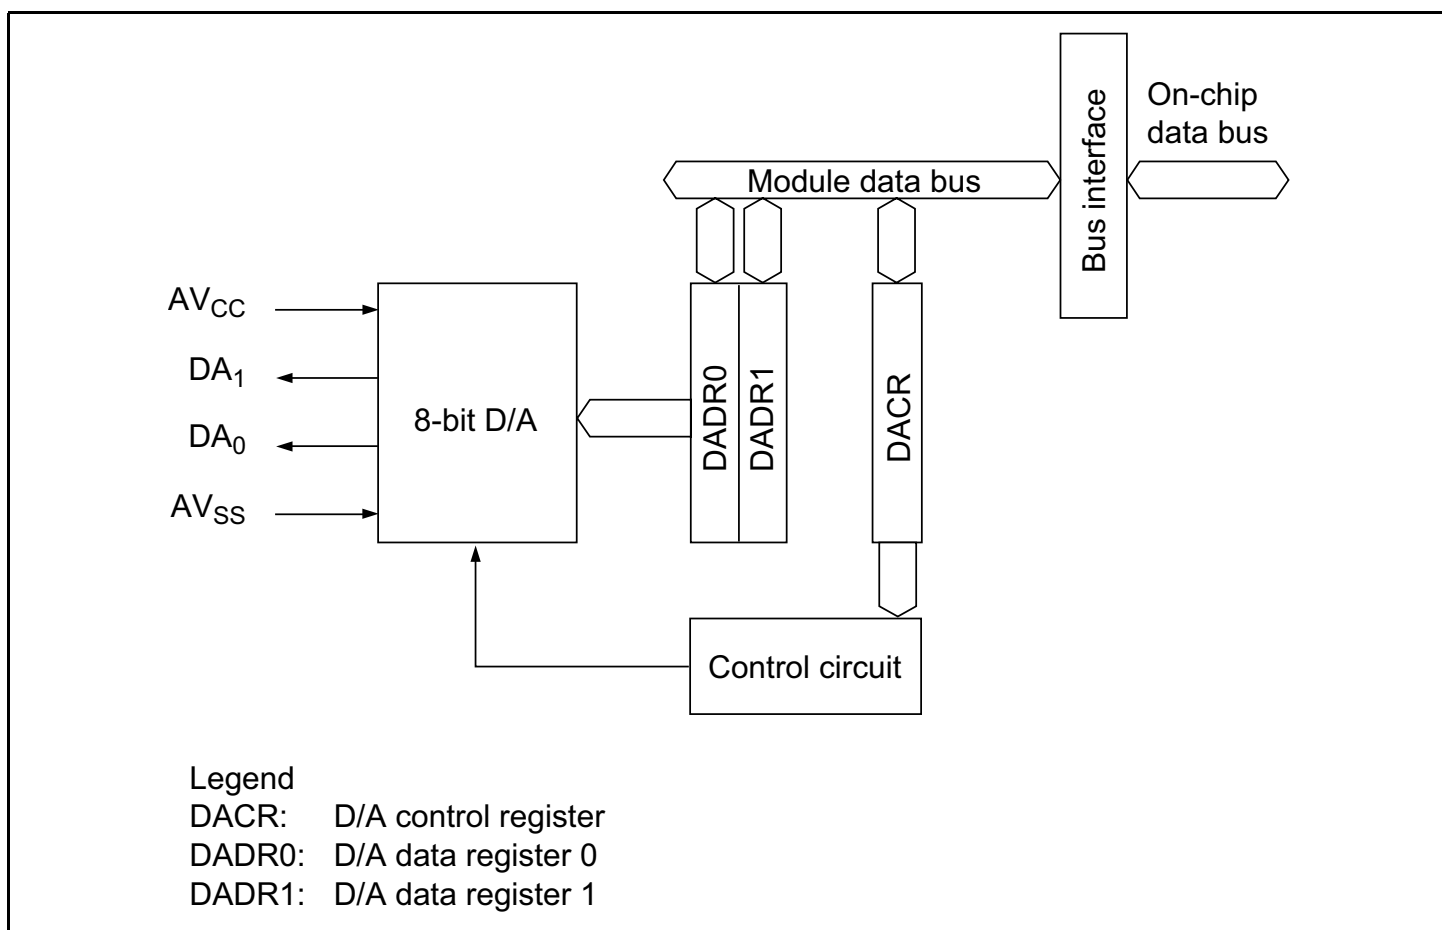 On-chip
data bus
Bus interface
Module data bus
AVCC
DA1
DA0
AVSS
8-bit D/A
DADR0
DADR1
DACR
Control circuit
Legend
DACR: D/A control register
DADR0: D/A data register 0
DADR1: D/A data register 1